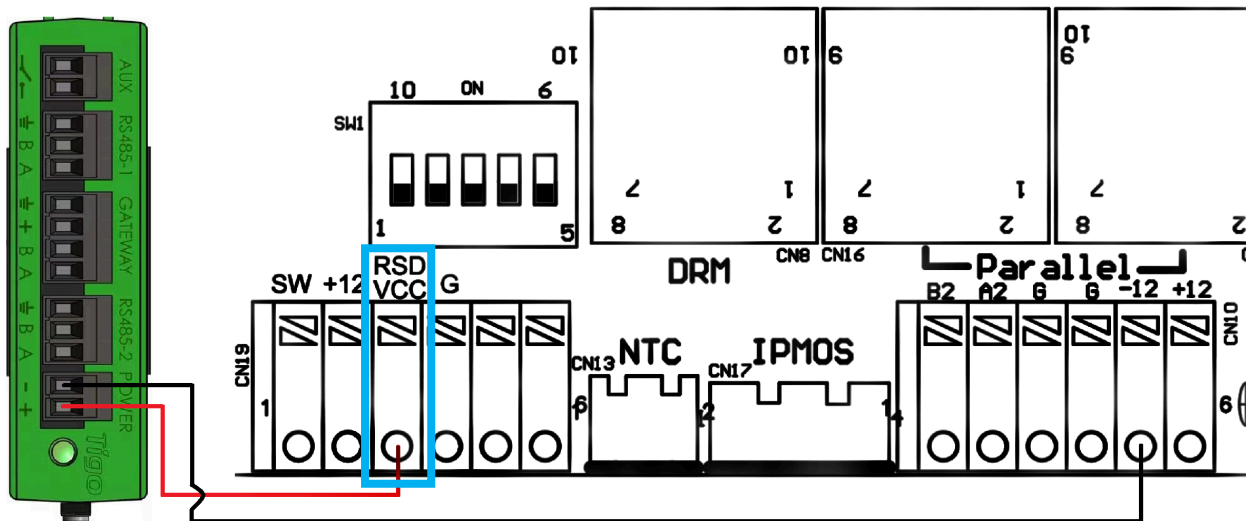 AUX
RS485-1
B
A
GATEWAY
+
B
A
RS485-2
B
A
POWER
-
+
Tigo
SW1
10 ON 6
1 5
10
10
7
8
1
2
CN8
DRM
9
7
8
1
2
CN16
Parallel
10
9
7
8
2
SW +12 RSD VCC G
CN19
1
6
CN13
NTC
CN17
IPMOS
2
1
4
B2 A2 G G -12 +12
CN10
6